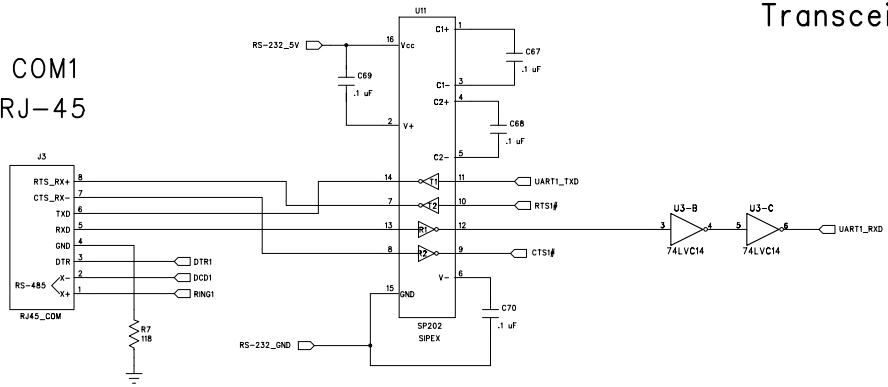 Transcei
COM1
RJ-45
U11
RS-232_5V
16 Vcc
C1+ 1
C67
.1 uF
C69
.1 uF
C1- 3
C2+ 4
2 V+
C68
.1 uF
C2- 5
J3
RTS_RX+ 8
CTS_RX- 7
TXD 6
RXD 5
GND 4
DTR 3
X- 2
RS-485
X+ 1
RJ45_COM
DTR1
DCD1
RING1
R7
118
14 T1 11 UART1_TXD
7 T2 10 RTS1#
13 R1 12
8 R2 9 CTS1#
V- 6
15 GND
C70
.1 uF
RS-232_GND
SP202
SIPEX
U3-B
3 4
74LVC14
U3-C
5 6
74LVC14
UART1_RXD